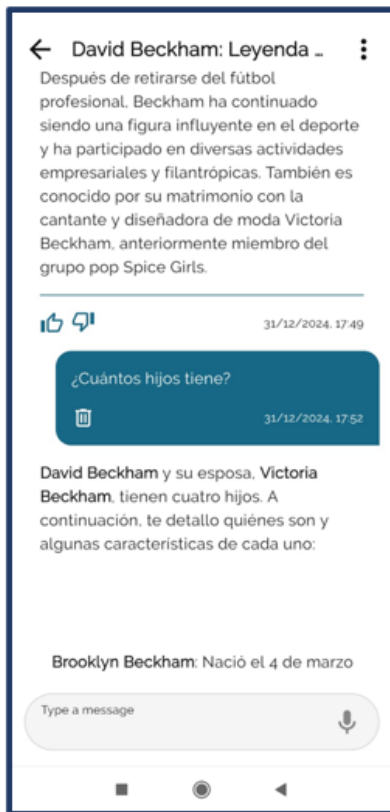 David Beckham: Leyenda ...
Después de retirarse del fútbol
profesional, Beckham ha continuado
siendo una figura influyente en el deporte
y ha participado en diversas actividades
empresariales y filantrópicas. También es
conocido por su matrimonio con la
cantante y diseñadora de moda Victoria
Beckham, anteriormente miembro del
grupo pop Spice Girls.
31/12/2024, 17:49
¿Cuántos hijos tiene?
31/12/2024, 17:52
David Beckham y su esposa, Victoria
Beckham, tienen cuatro hijos. A
continuación, te detallo quiénes son y
algunas características de cada uno:
Brooklyn Beckham: Nació el 4 de marzo
Type a message